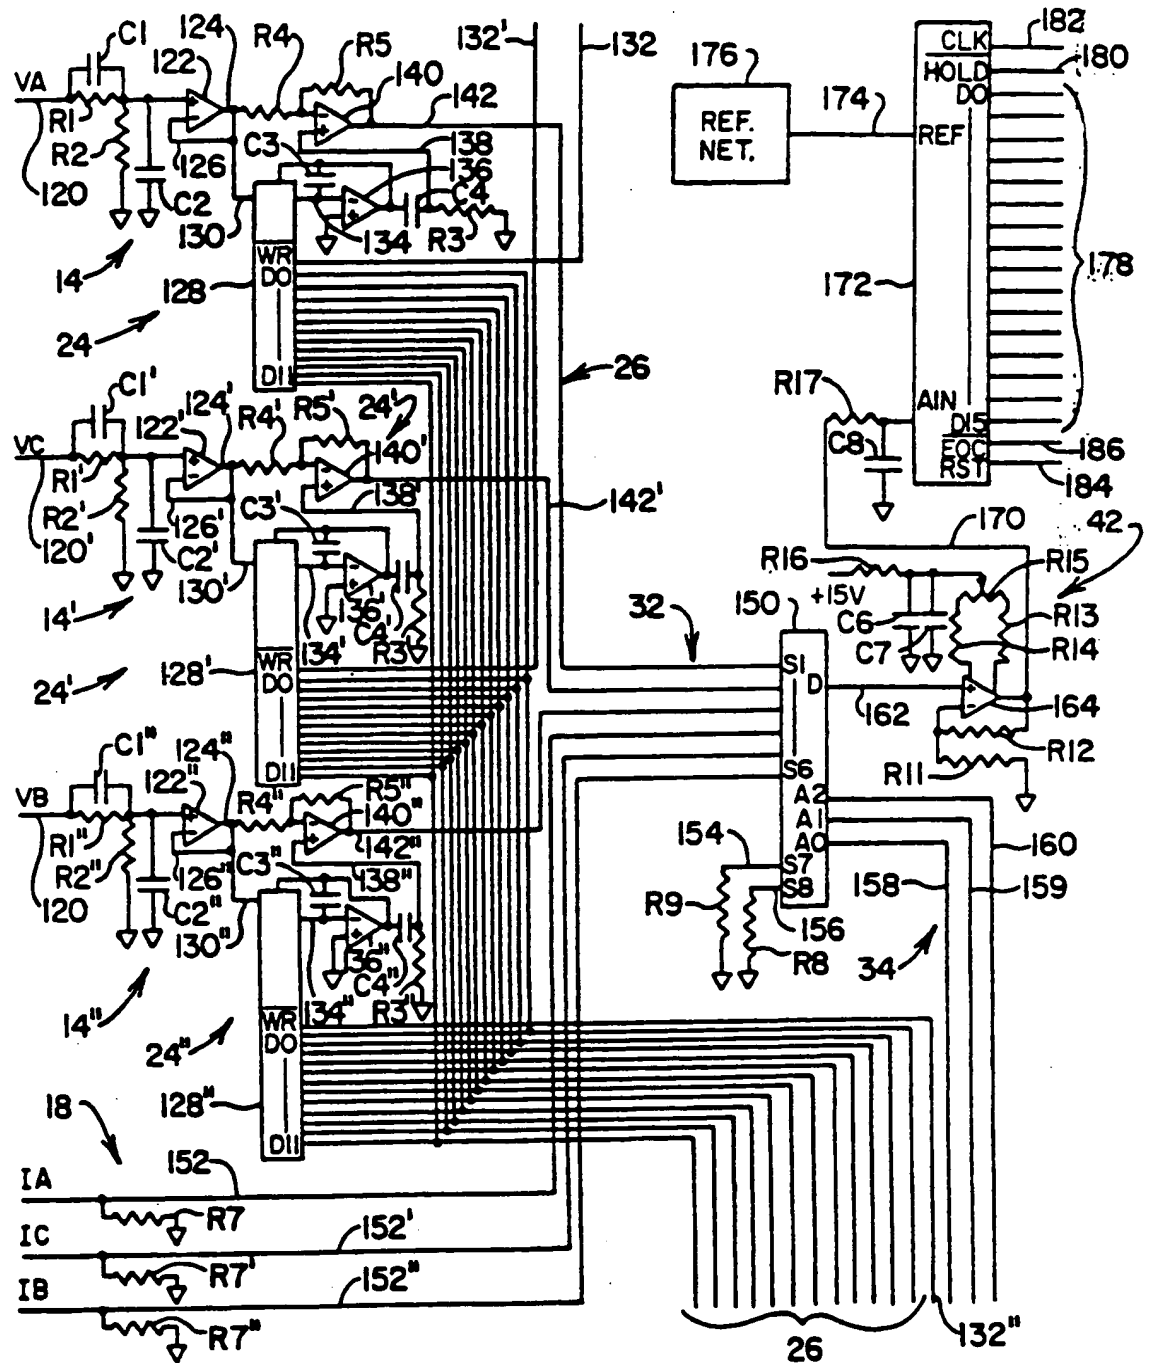 C1
124
R4
132'
132
182
CLK
VA
122
R5
176
HOLD
180
140
142
174
DO
R1
REF.
NET.
REF
R2
126
C3
138
136
120
C2
130
134
C4
R3
14
WR
DO
128
172
178
24
D11
26
C1'
124'
R4'
R5'
24'
R17
AIN
VC
122'
140'
C8
D15
EOC
186
R1'
138'
RST
184
R2'
126'
C3'
142'
120'
C2'
130'
170
42
R16
R15
136'
+15V
150
R13
14'
134'
C4'
R3'
32
C6
C7
R14
WR
DO
S1
D
24'
128'
162
164
C1"
124"
D11
R12
122"
R4"
R5"
S6
R11
VB
140"
A2
R1"
142"
154
A1
R2"
126"
C3"
138"
A0
160
S7
158
159
120
C2"
130"
S8
R9
156
136"
C4"
R8
34
14"
134"
R3"
WR
DO
24"
128"
18
D11
IA
152
R7
IC
152'
R7'
IB
152"
R7"
26
132"